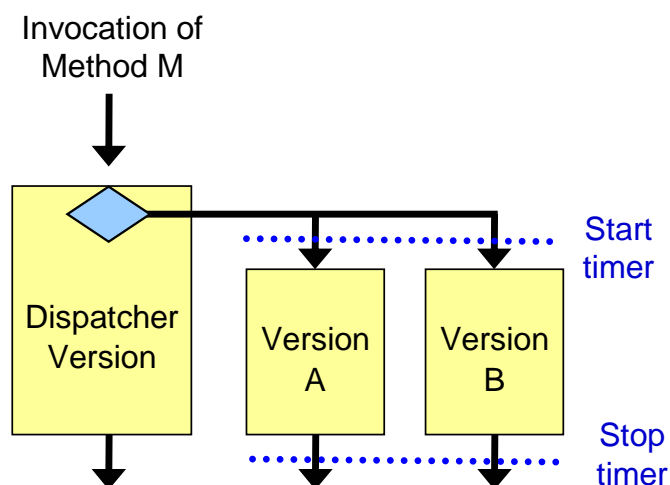 Invocation of
Method M
Start
timer
Dispatcher
Version
Version
A
Version
B
Stop
timer